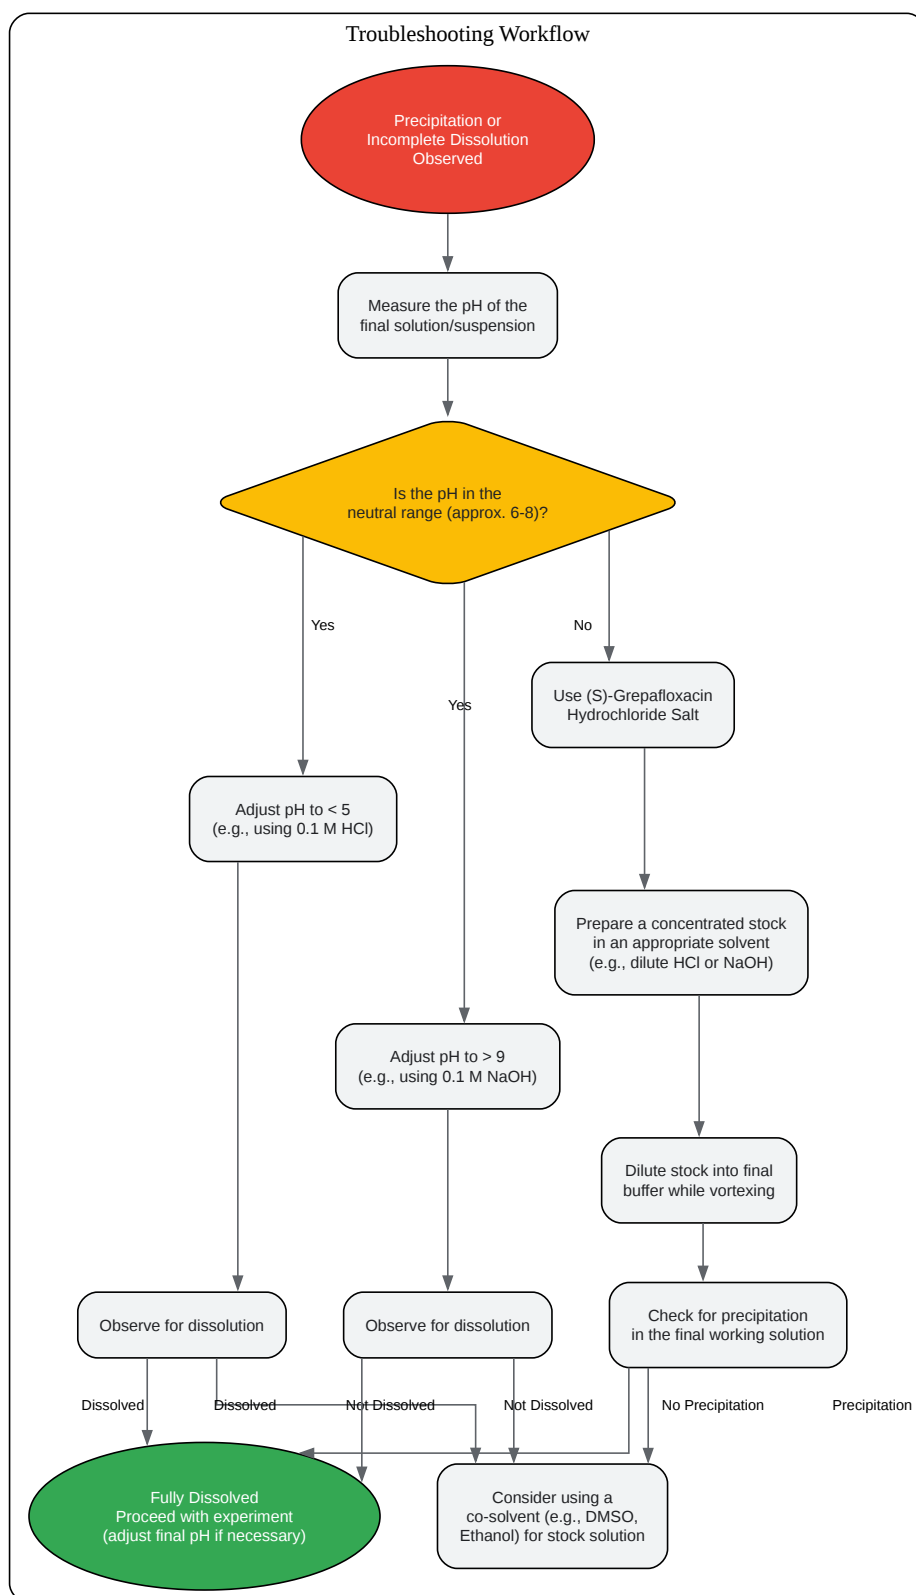 Troubleshooting Workflow
Precipitation or
Incomplete Dissolution
Observed
Measure the pH of the
final solution/suspension
Is the pH in the
neutral range (approx. 6-8)?
Yes
No
Yes
Use (S)-Grepafloxacin
Hydrochloride Salt
Adjust pH to < 5
(e.g., using 0.1 M HCl)
Prepare a concentrated stock
in an appropriate solvent
(e.g., dilute HCl or NaOH)
Adjust pH to > 9
(e.g., using 0.1 M NaOH)
Dilute stock into final
buffer while vortexing
Observe for dissolution
Observe for dissolution
Check for precipitation
in the final working solution
Dissolved
Dissolved
Not Dissolved
Not Dissolved
No Precipitation
Precipitation
Fully Dissolved
Proceed with experiment
(adjust final pH if necessary)
Consider using a
co-solvent (e.g., DMSO,
Ethanol) for stock solution